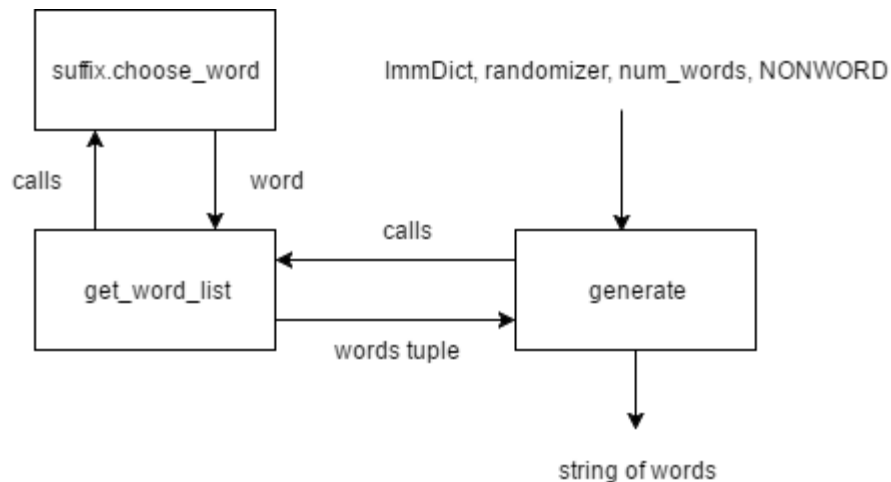 suffix.choose_word
ImmDict, randomizer, num_words, NONWORD
calls
word
calls
get_word_list
generate
words tuple
string of words